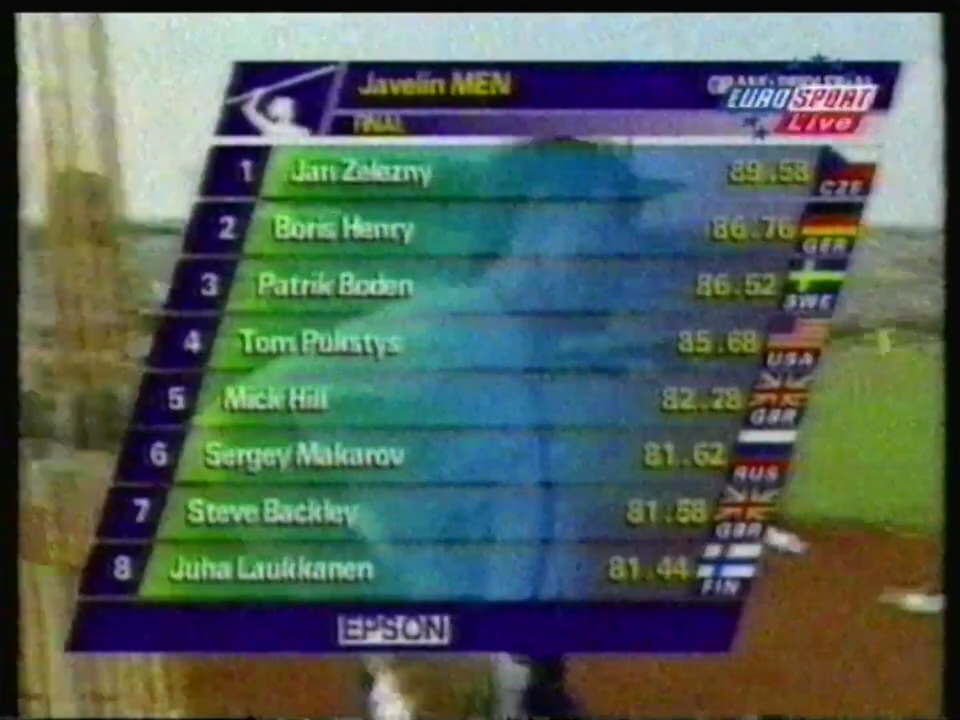 Javelin MEN
EUROSPORT
Live
FINAL
1 Jan Zelezny 89.58 CZE
2 Boris Henry 86.76 GER
3 Patrik Boden 86.52 SWE
4 Tom Pukstys 85.68 USA
5 Mick Hill 82.78 GBR
6 Sergey Makarov 81.62 RUS
7 Steve Backley 81.58 GBR
8 Juha Laukkanen 81.44 FIN
EPSON